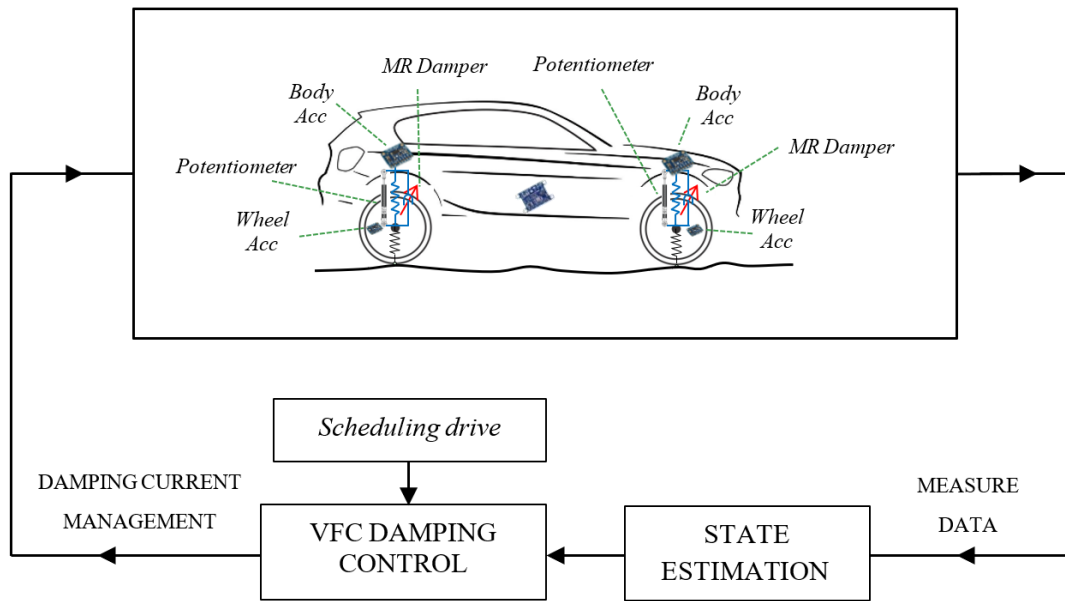 MR Damper
Potentiometer
Body
Acc
Body
Acc
MR Damper
Potentiometer
Wheel
Acc
Wheel
Acc
Scheduling drive
DAMPING CURRENT
MANAGEMENT
VFC DAMPING
CONTROL
STATE
ESTIMATION
MEASURE
DATA